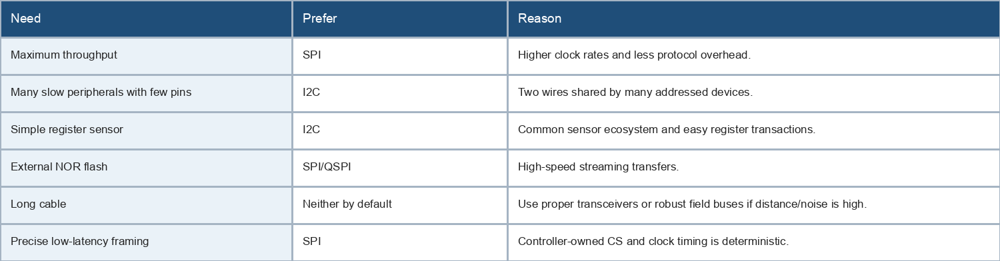 Need Prefer Reason
Maximum throughput SPI Higher clock rates and less protocol overhead.
Many slow peripherals with few pins I2C Two wires shared by many addressed devices.
Simple register sensor I2C Common sensor ecosystem and easy register transactions.
External NOR flash SPI/QSPI High-speed streaming transfers.
Long cable Neither by default Use proper transceivers or robust field buses if distance/noise is high.
Precise low-latency framing SPI Controller-owned CS and clock timing is deterministic.